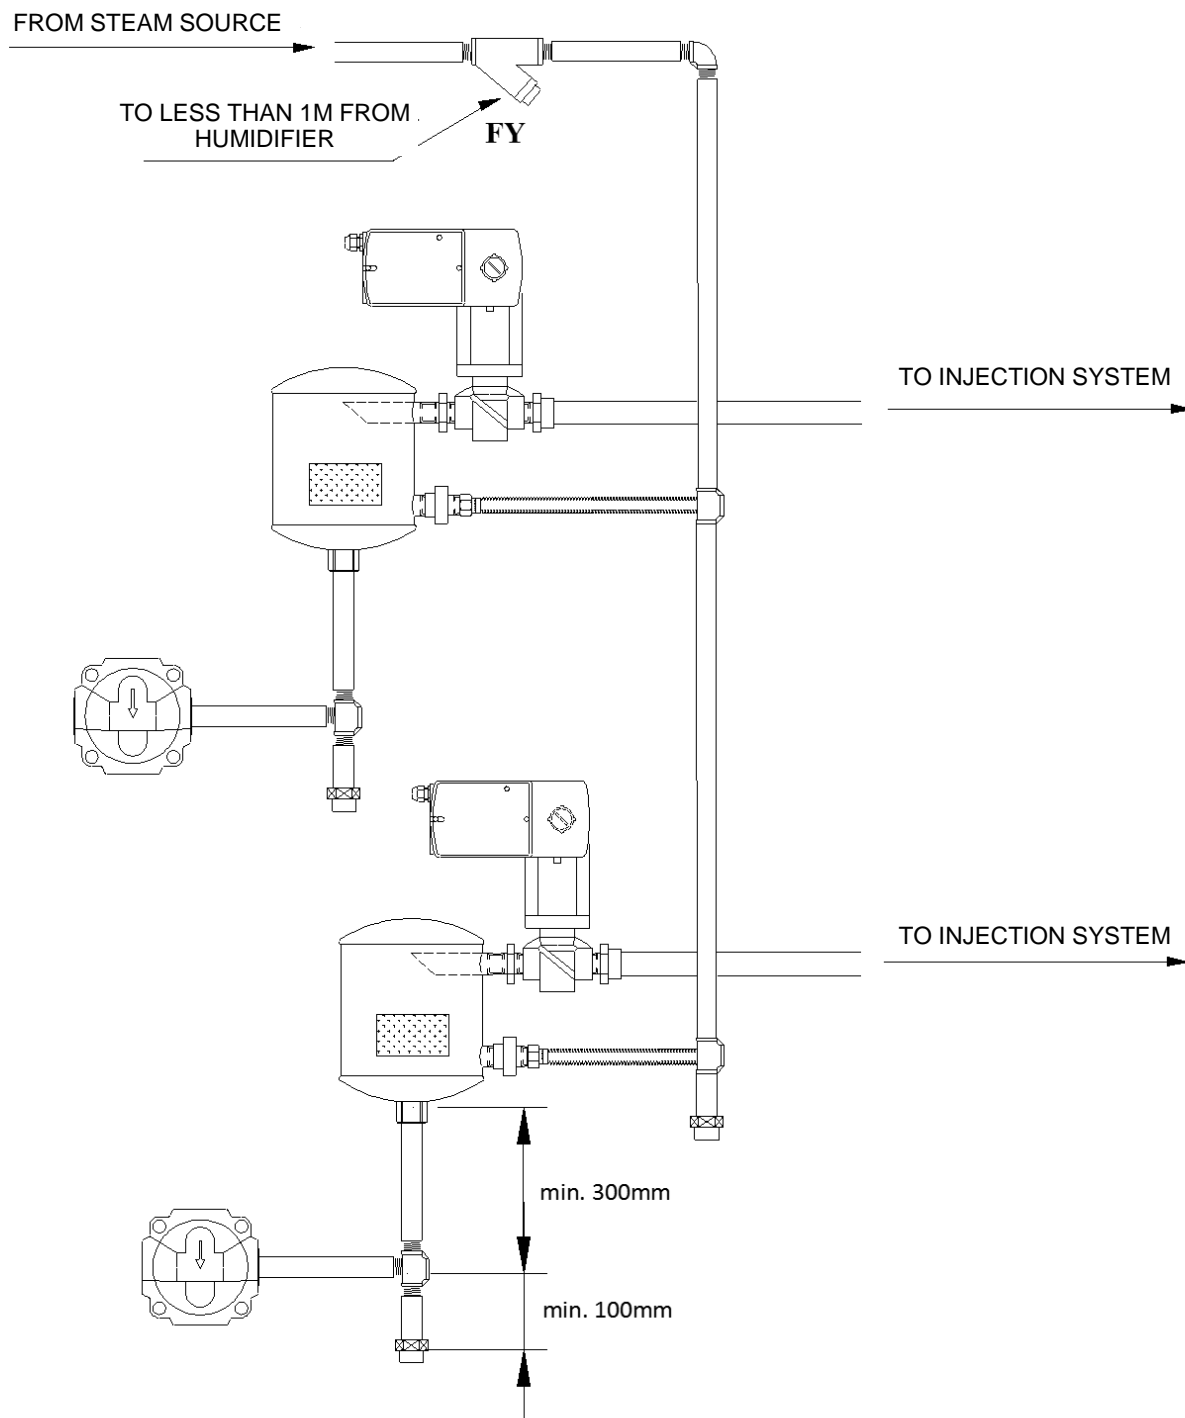 FROM STEAM SOURCE
TO LESS THAN 1M FROM
HUMIDIFIER
FY
TO INJECTION SYSTEM
TO INJECTION SYSTEM
min. 300mm
min. 100mm